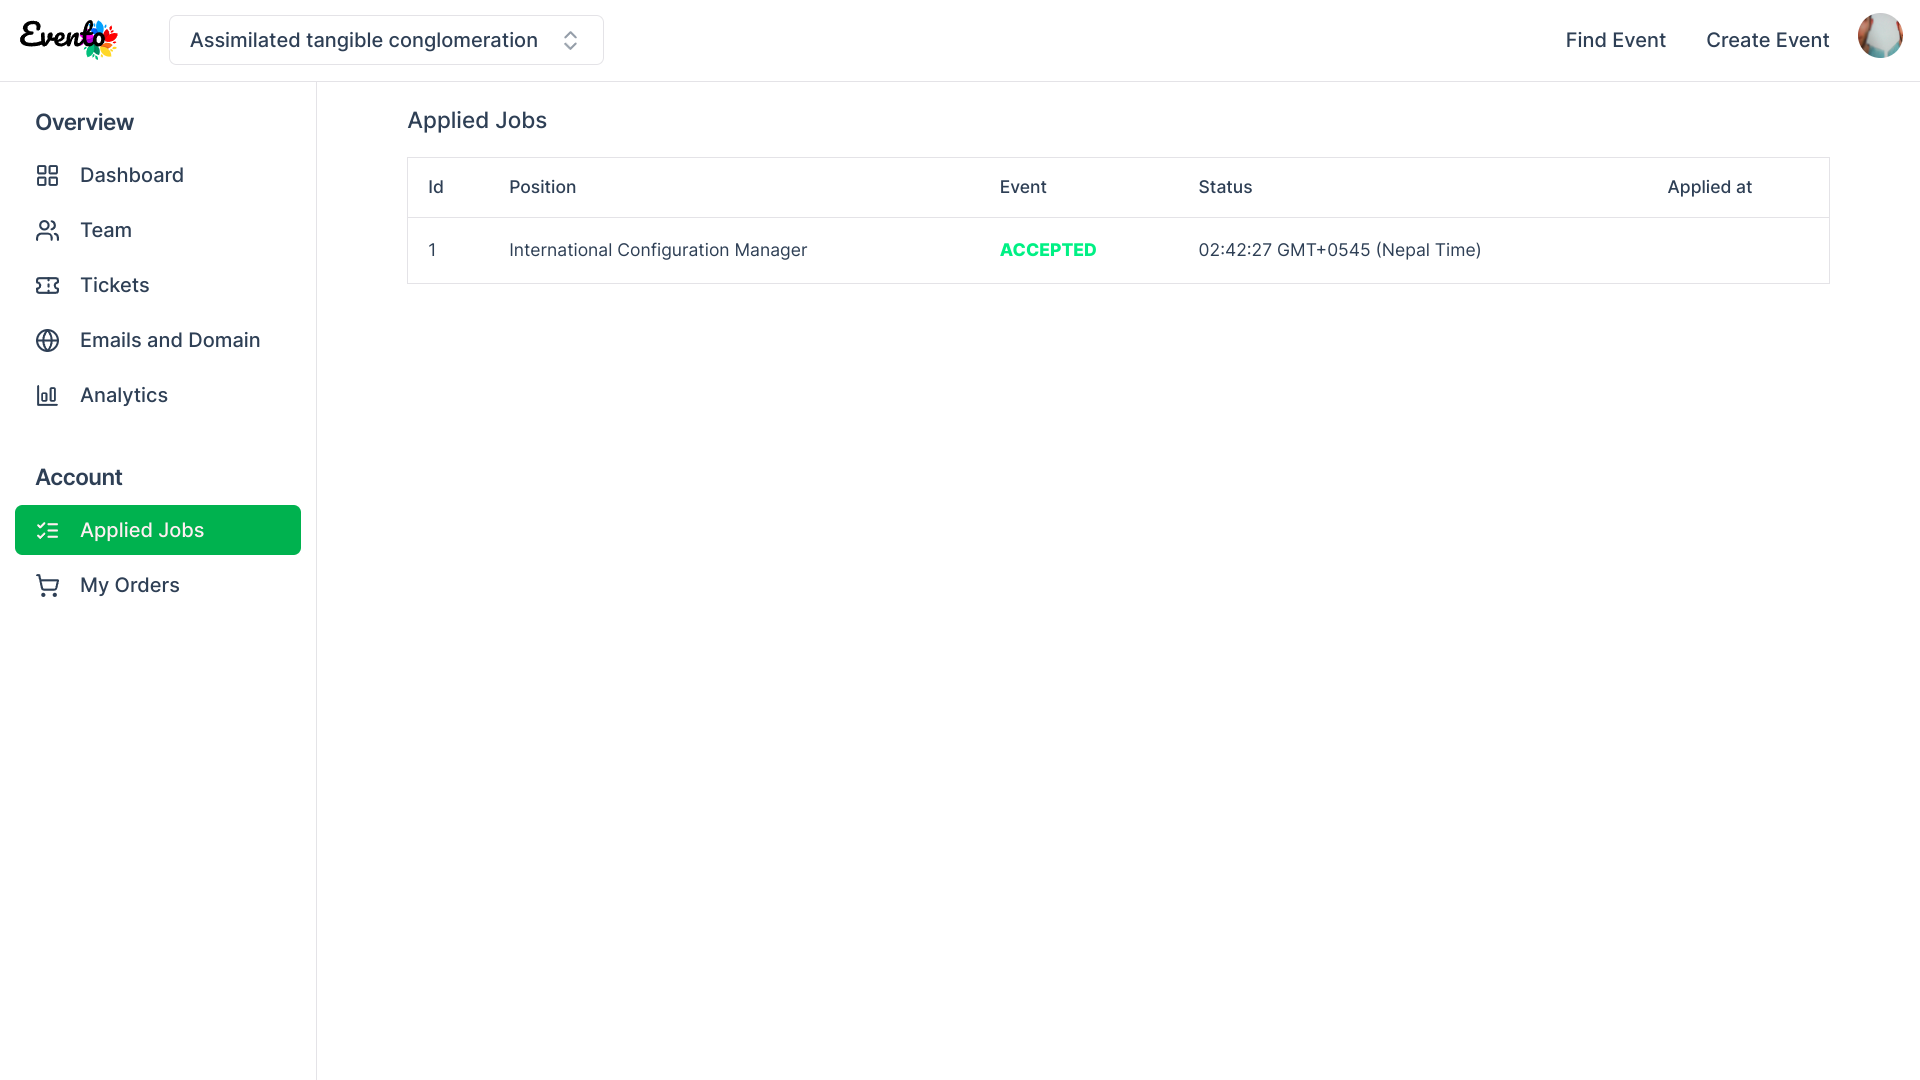 Evento
Assimilated tangible conglomeration
Find Event
Create Event
Overview
Dashboard
Team
Tickets
Emails and Domain
Analytics
Account
Applied Jobs
My Orders
Applied Jobs
Id Position Event Status Applied at
1 International Configuration Manager ACCEPTED 02:42:27 GMT+0545 (Nepal Time)